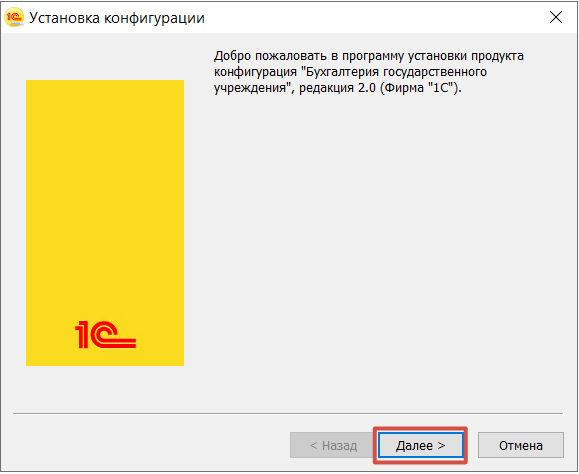 1С Установка конфигурации
Добро пожаловать в программу установки продукта
конфигурация "Бухгалтерия государственного
учреждения", редакция 2.0 (Фирма "1С").
1С
< Назад
Далее >
Отмена